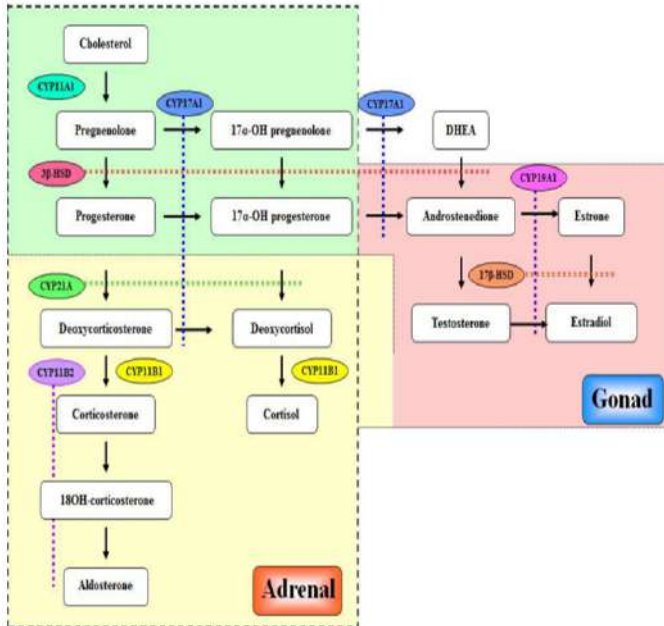 Cholesterol
CYP11A1
CYP17A1
CYP17A1
Pregnenolone
17α-OH pregnenolone
DHEA
3β-HSD
CYP19A1
Progesterone
17α-OH progesterone
Androstenedione
Estrone
CYP21A
17β-HSD
Deoxycorticosterone
Deoxycortisol
Testosterone
Estradiol
CYP11B2
CYP11B1
CYP11B1
Corticosterone
Cortisol
Gonad
18OH-corticosterone
Aldosterone
Adrenal